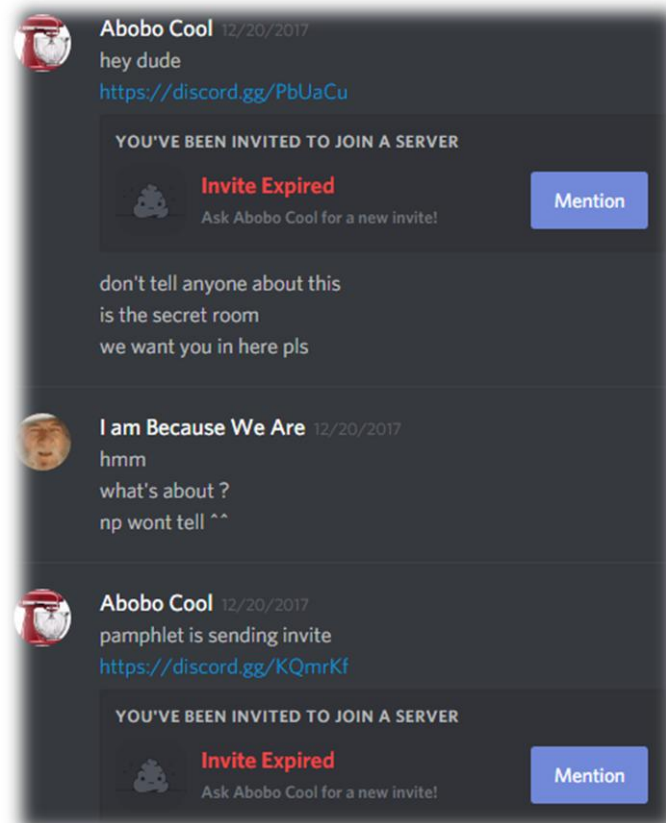 Abobo Cool 12/20/2017
hey dude
https://discord.gg/PbUaCu
YOU'VE BEEN INVITED TO JOIN A SERVER
Invite Expired
Ask Abobo Cool for a new invite!
Mention
don't tell anyone about this
is the secret room
we want you in here pls
I am Because We Are 12/20/2017
hmm
what's about ?
np wont tell ^^
Abobo Cool 12/20/2017
pamphlet is sending invite
https://discord.gg/KQmrKf
YOU'VE BEEN INVITED TO JOIN A SERVER
Invite Expired
Ask Abobo Cool for a new invite!
Mention